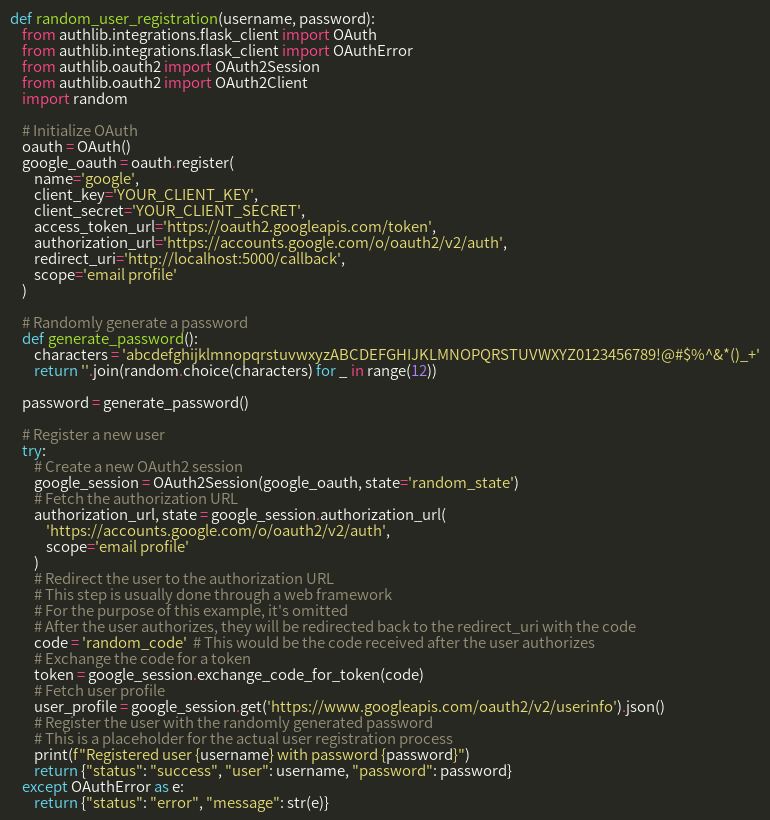 def random_user_registration(username, password):
    from authlib.integrations.flask_client import OAuth
    from authlib.integrations.flask_client import OAuthError
    from authlib.oauth2 import OAuth2Session
    from authlib.oauth2 import OAuth2Client
    import random

    # Initialize OAuth
    oauth = OAuth()
    google_oauth = oauth.register(
        name='google',
        client_key='YOUR_CLIENT_KEY',
        client_secret='YOUR_CLIENT_SECRET',
        access_token_url='https://oauth2.googleapis.com/token',
        authorization_url='https://accounts.google.com/o/oauth2/v2/auth',
        redirect_uri='http://localhost:5000/callback',
        scope='email profile'
    )

    # Randomly generate a password
    def generate_password():
        characters = 'abcdefghijklmnopqrstuvwxyzABCDEFGHIJKLMNOPQRSTUVWXYZ0123456789!@#$%^&*()_+'
        return ''.join(random.choice(characters) for _ in range(12))

    password = generate_password()

    # Register a new user
    try:
        # Create a new OAuth2 session
        google_session = OAuth2Session(google_oauth, state='random_state')
        # Fetch the authorization URL
        authorization_url, state = google_session.authorization_url(
            'https://accounts.google.com/o/oauth2/v2/auth',
            scope='email profile'
        )
        # Redirect the user to the authorization URL
        # This step is usually done through a web framework
        # For the purpose of this example, it's omitted
        # After the user authorizes, they will be redirected back to the redirect_uri with the code
        code = 'random_code'  # This would be the code received after the user authorizes
        # Exchange the code for a token
        token = google_session.exchange_code_for_token(code)
        # Fetch user profile
        user_profile = google_session.get('https://www.googleapis.com/oauth2/v2/userinfo').json()
        # Register the user with the randomly generated password
        # This is a placeholder for the actual user registration process
        print(f"Registered user {username} with password {password}")
        return {"status": "success", "user": username, "password": password}
    except OAuthError as e:
        return {"status": "error", "message": str(e)}